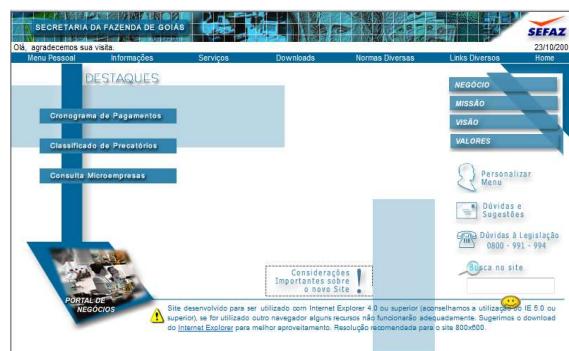 SECRETARIA DA FAZENDA DE GOIÁS
SEFAZ
Olá, agradecemos sua visita.
23/10/200
Menu Pessoal Informações Serviços Downloads Normas Diversas Links Diversos Home
DESTAQUES
NEGÓCIO
MISSÃO
VISÃO
VALORES
Cronograma de Pagamentos
Classificado de Precatórios
Consulta Microempresas
Personalizar
Menu
Dúvidas e
Sugestões
Dúvidas à Legislação
0800 - 991 - 994
Busca no site
Considerações
Importantes sobre
o novo Site
!
PORTAL DE
NEGÓCIOS
Site desenvolvido para ser utilizado com Internet Explorer 4.0 ou superior (aconselhamos a utilização do IE 5.0 ou
superior), se for utilizado outro navegador alguns recursos não funcionarão adequadamente. Sugerimos o download
do Internet Explorer para melhor aproveitamento. Resolução recomendada para o site 800x600.